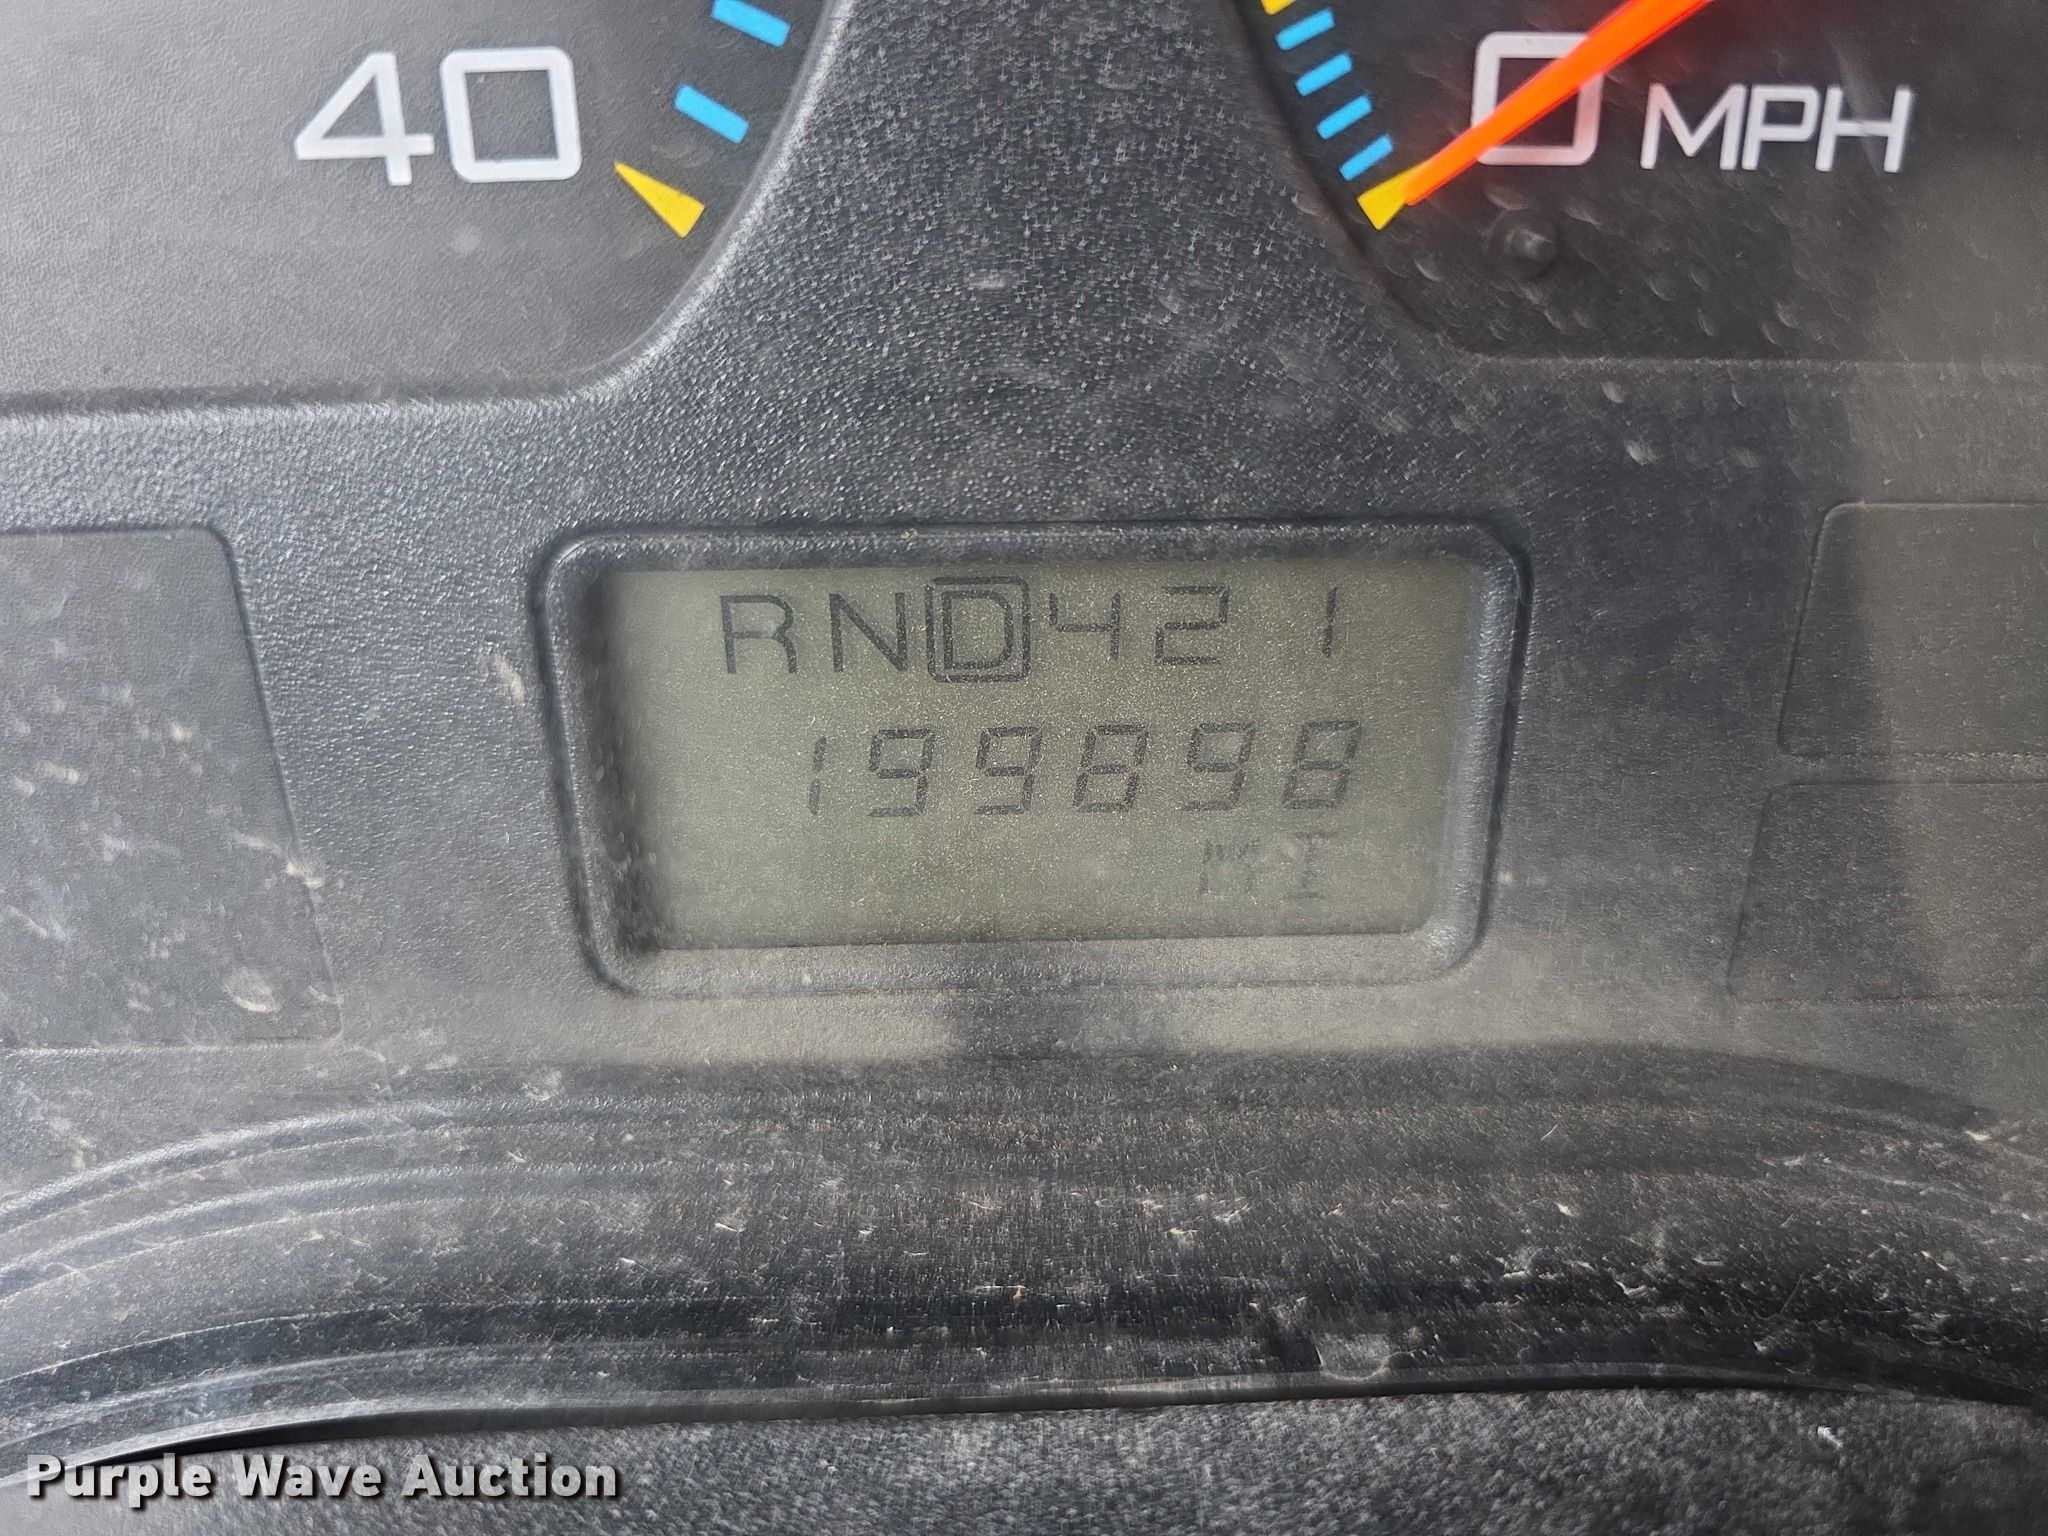 40
0 MPH
RND421
199898
MI
Purple Wave Auction